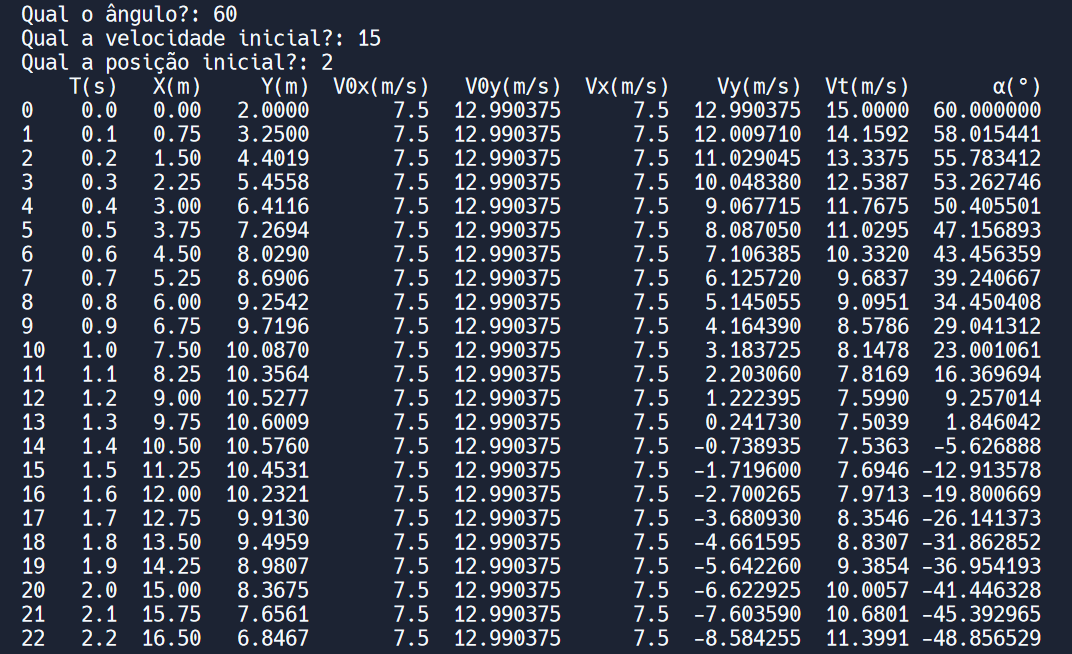 Qual o ângulo?: 60
Qual a velocidade inicial?: 15
Qual a posição inicial?: 2
T(s) X(m) Y(m) V0x(m/s) V0y(m/s) Vx(m/s) Vy(m/s) Vt(m/s) α(°)
0 0.0 0.00 2.0000 7.5 12.990375 7.5 12.990375 15.0000 60.000000
1 0.1 0.75 3.2500 7.5 12.990375 7.5 12.009710 14.1592 58.015441
2 0.2 1.50 4.4019 7.5 12.990375 7.5 11.029045 13.3375 55.783412
3 0.3 2.25 5.4558 7.5 12.990375 7.5 10.048380 12.5387 53.262746
4 0.4 3.00 6.4116 7.5 12.990375 7.5 9.067715 11.7675 50.405501
5 0.5 3.75 7.2694 7.5 12.990375 7.5 8.087050 11.0295 47.156893
6 0.6 4.50 8.0290 7.5 12.990375 7.5 7.106385 10.3320 43.456359
7 0.7 5.25 8.6906 7.5 12.990375 7.5 6.125720 9.6837 39.240667
8 0.8 6.00 9.2542 7.5 12.990375 7.5 5.145055 9.0951 34.450408
9 0.9 6.75 9.7196 7.5 12.990375 7.5 4.164390 8.5786 29.041312
10 1.0 7.50 10.0870 7.5 12.990375 7.5 3.183725 8.1478 23.001061
11 1.1 8.25 10.3564 7.5 12.990375 7.5 2.203060 7.8169 16.369694
12 1.2 9.00 10.5277 7.5 12.990375 7.5 1.222395 7.5990 9.257014
13 1.3 9.75 10.6009 7.5 12.990375 7.5 0.241730 7.5039 1.846042
14 1.4 10.50 10.5760 7.5 12.990375 7.5 -0.738935 7.5363 -5.626888
15 1.5 11.25 10.4531 7.5 12.990375 7.5 -1.719600 7.6946 -12.913578
16 1.6 12.00 10.2321 7.5 12.990375 7.5 -2.700265 7.9713 -19.800669
17 1.7 12.75 9.9130 7.5 12.990375 7.5 -3.680930 8.3546 -26.141373
18 1.8 13.50 9.4959 7.5 12.990375 7.5 -4.661595 8.8307 -31.862852
19 1.9 14.25 8.9807 7.5 12.990375 7.5 -5.642260 9.3854 -36.954193
20 2.0 15.00 8.3675 7.5 12.990375 7.5 -6.622925 10.0057 -41.446328
21 2.1 15.75 7.6561 7.5 12.990375 7.5 -7.603590 10.6801 -45.392965
22 2.2 16.50 6.8467 7.5 12.990375 7.5 -8.584255 11.3991 -48.856529